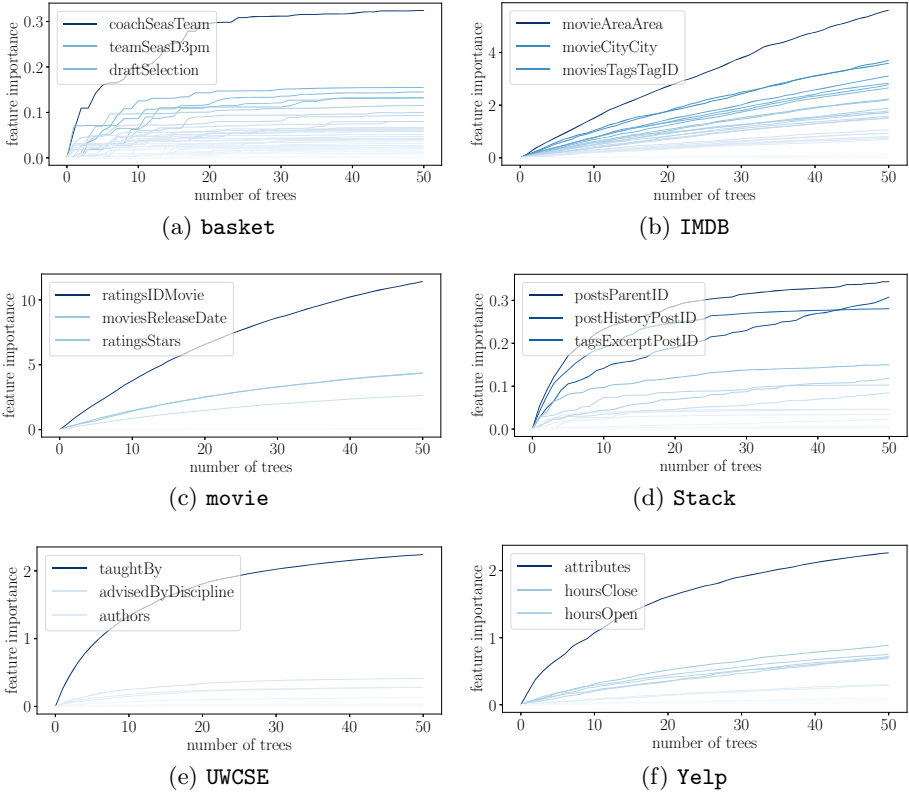 feature importance
0.3
0.2
0.1
0.0
coachSeasTeam
teamSeasD3pm
draftSelection
0 10 20 30 40 50
number of trees
(a) basket
feature importance
4
2
0
movieAreaArea
movieCityCity
moviesTagsTagID
0 10 20 30 40 50
number of trees
(b) IMDB
feature importance
10
5
0
ratingsIDMovie
moviesReleaseDate
ratingsStars
0 10 20 30 40 50
number of trees
(c) movie
feature importance
0.3
0.2
0.1
0.0
postsParentID
postHistoryPostID
tagsExcerptPostID
0 10 20 30 40 50
number of trees
(d) Stack
feature importance
2
1
0
taughtBy
advisedByDiscipline
authors
0 10 20 30 40 50
number of trees
(e) UWCSE
feature importance
2
1
0
attributes
hoursClose
hoursOpen
0 10 20 30 40 50
number of trees
(f) Yelp